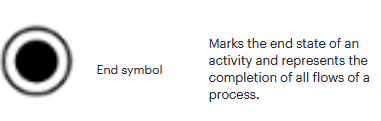 End symbol
Marks the end state of an
activity and represents the
completion of all flows of a
process.